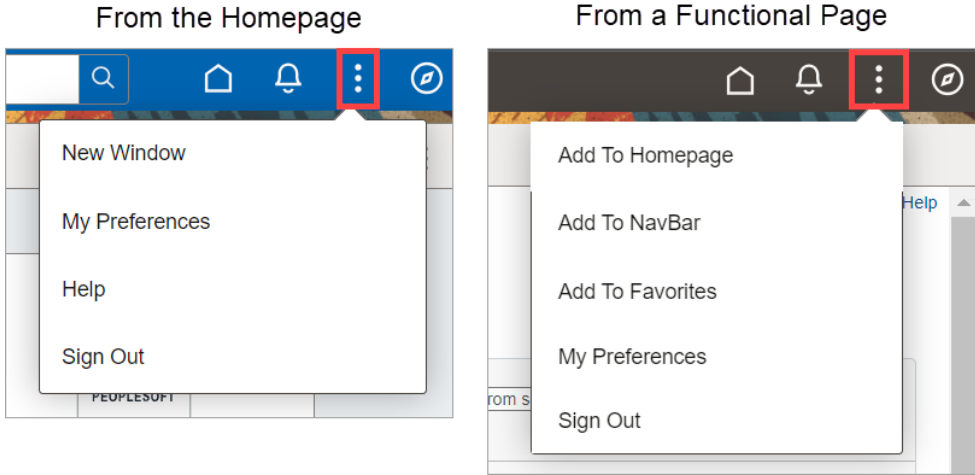 From the Homepage
New Window
My Preferences
Help
Sign Out
PEOPLESOFT
From a Functional Page
Add To Homepage
Help
Add To NavBar
Add To Favorites
My Preferences
rom s
Sign Out